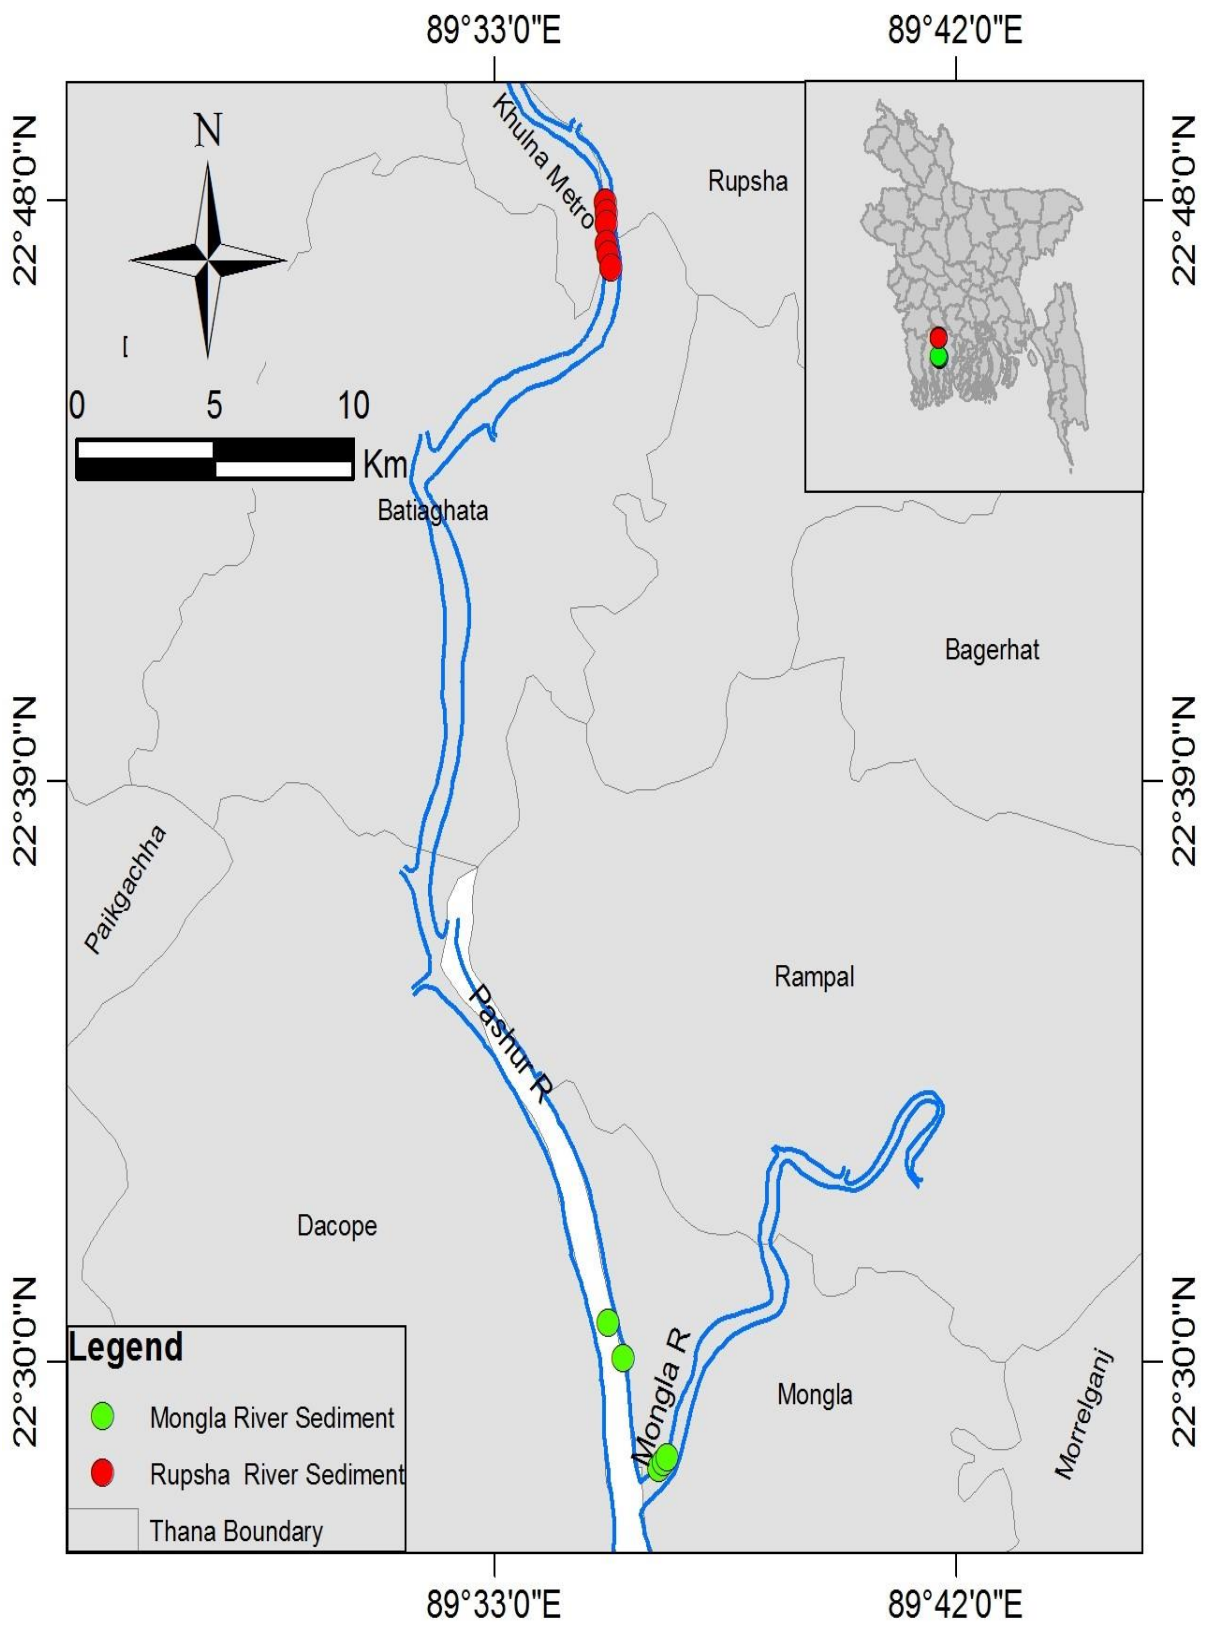 89°33'0"E
89°42'0"E
22°48'0"N
22°48'0"N
N
Khulna Metro
Rupsha
[
0 5 10
Km
Batiaghata
Bagerhat
22°39'0"N
22°39'0"N
Paikgachha
Rampal
Pashur R
Dacope
22°30'0"N
22°30'0"N
Mongla R
Mongla
Morrelganj
Legend
Mongla River Sediment
Rupsha River Sediment
Thana Boundary
89°33'0"E
89°42'0"E